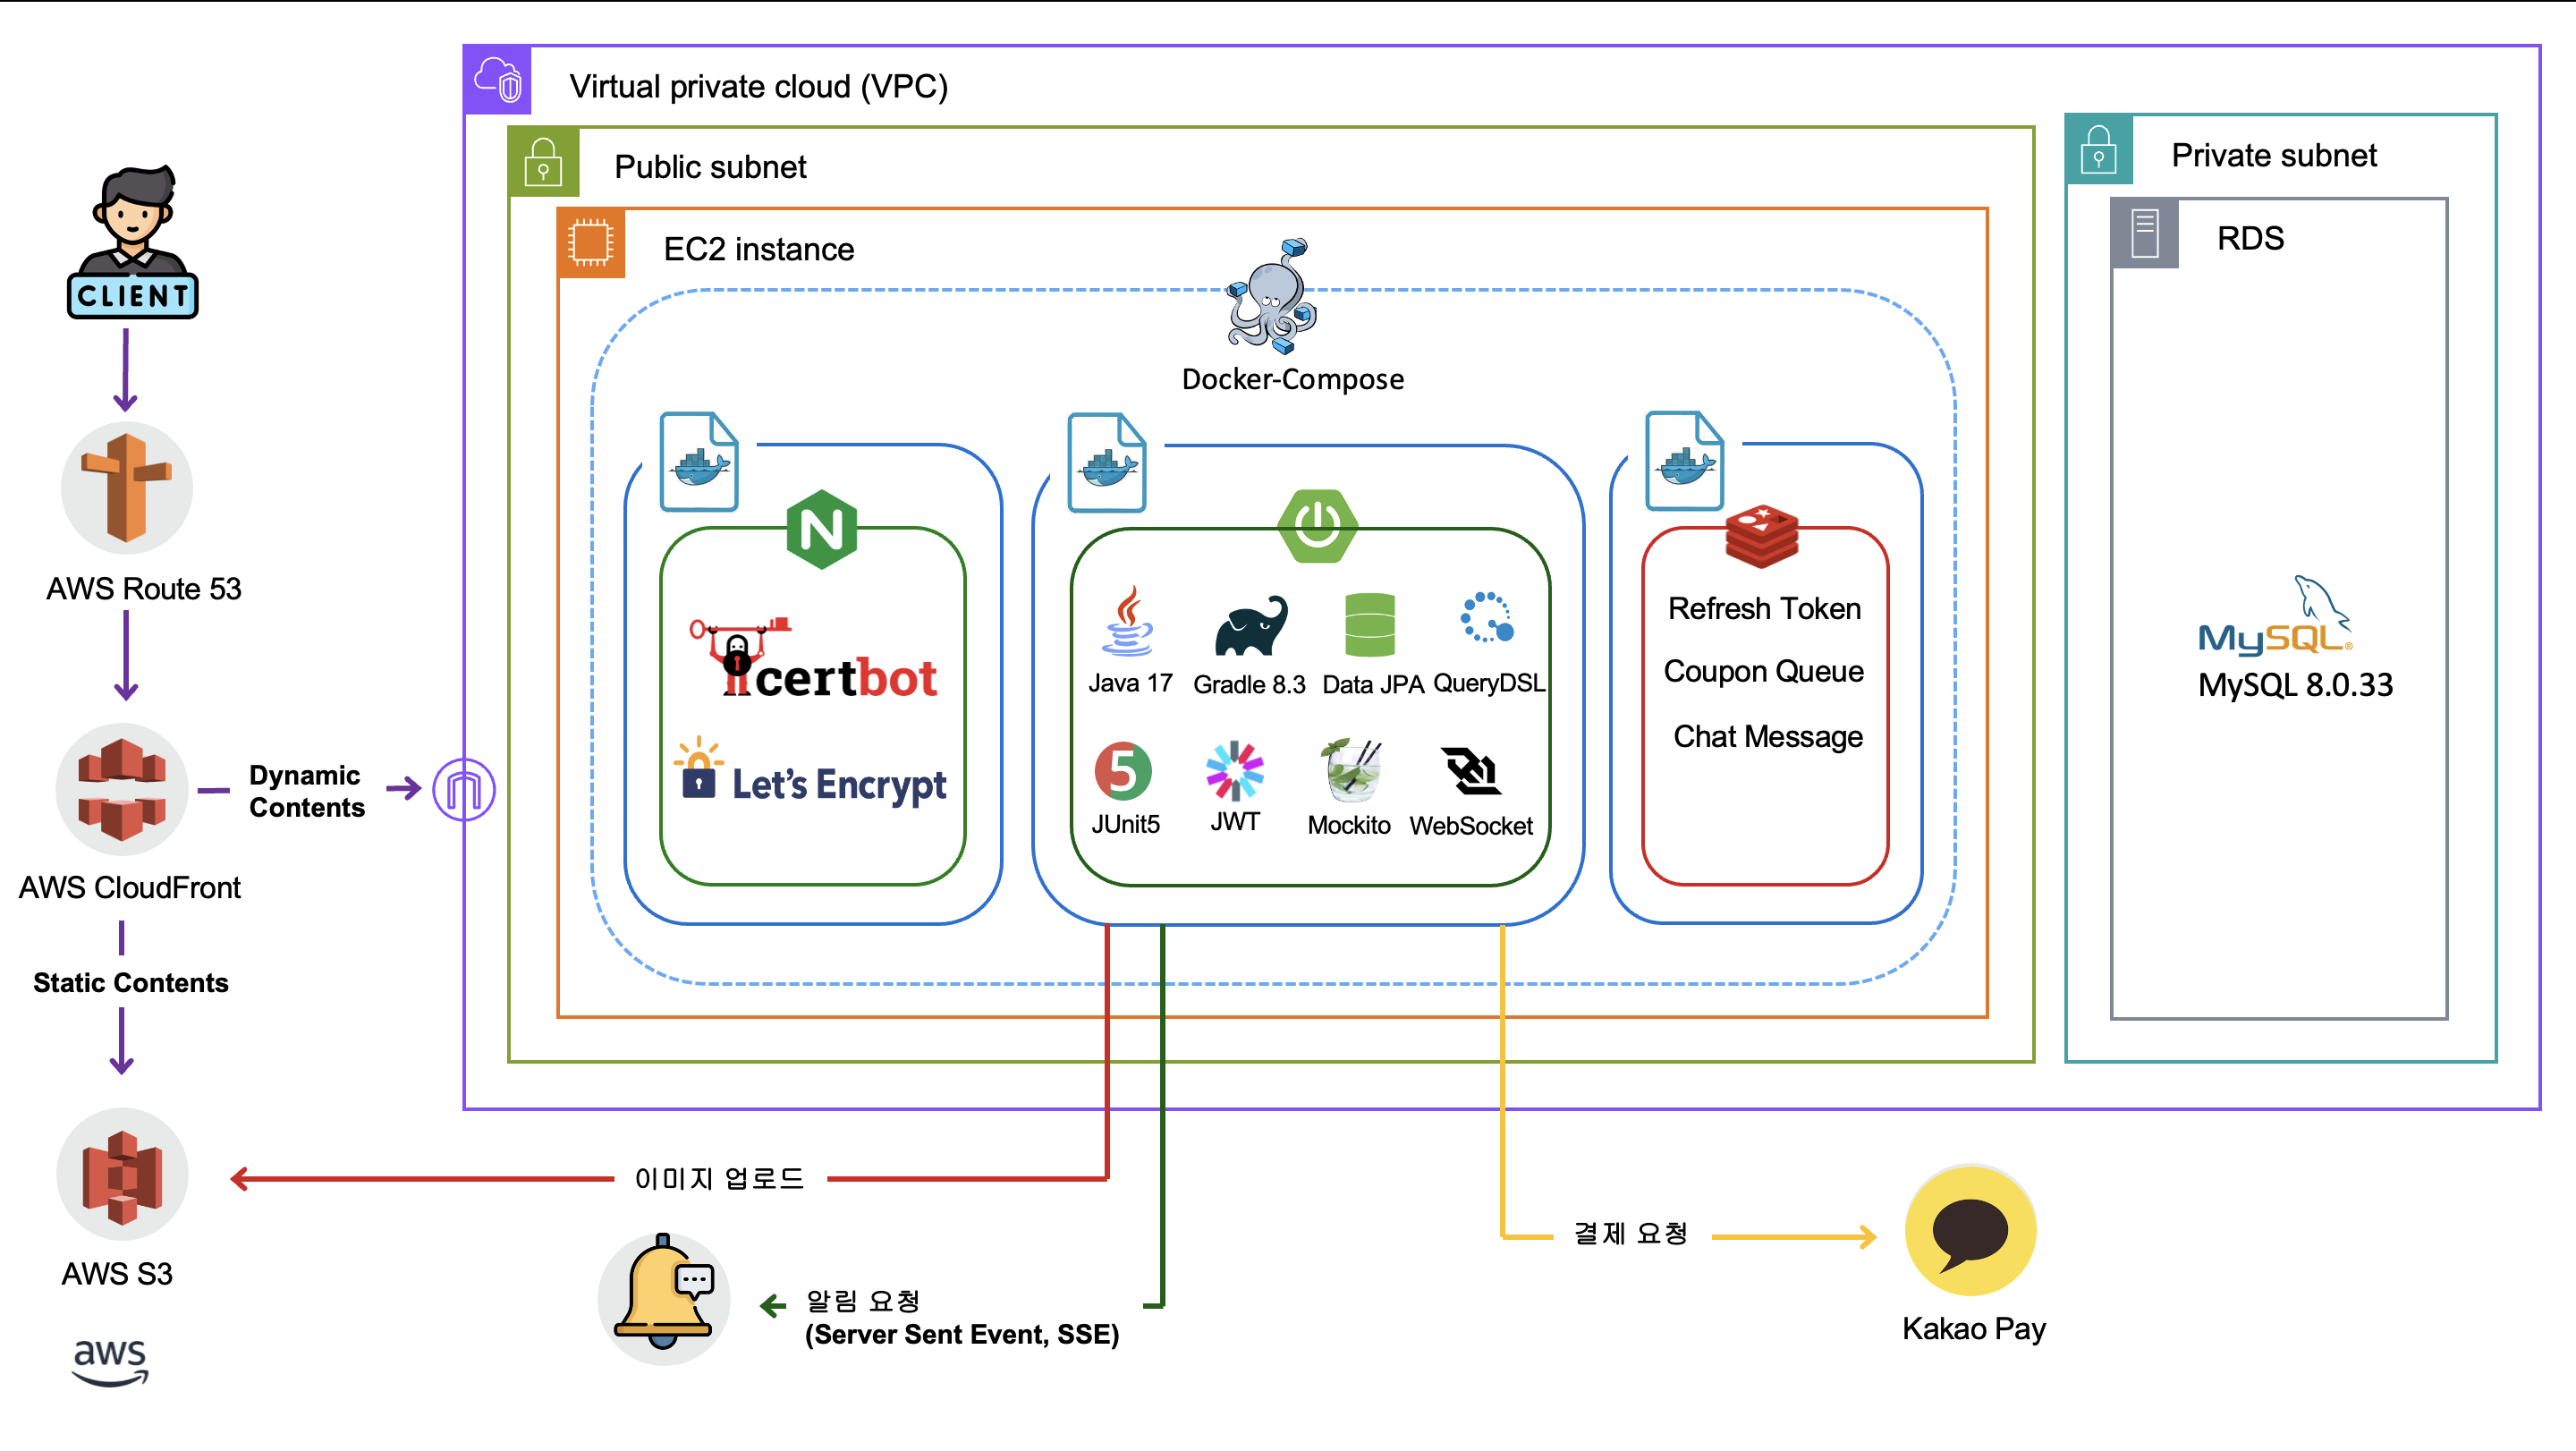 Virtual private cloud (VPC)
Public subnet
Private subnet
EC2 instance
RDS
CLIENT
Docker-Compose
AWS Route 53
N
certbot
Let's Encrypt
Java 17
Gradle 8.3
Data JPA
QueryDSL
5
JUnit5
JWT
Mockito
WebSocket
Refresh Token
Coupon Queue
Chat Message
MySQL®
MySQL 8.0.33
Dynamic
Contents
AWS CloudFront
Static Contents
이미지 업로드
AWS S3
알림 요청
(Server Sent Event, SSE)
결제 요청
Kakao Pay
aws